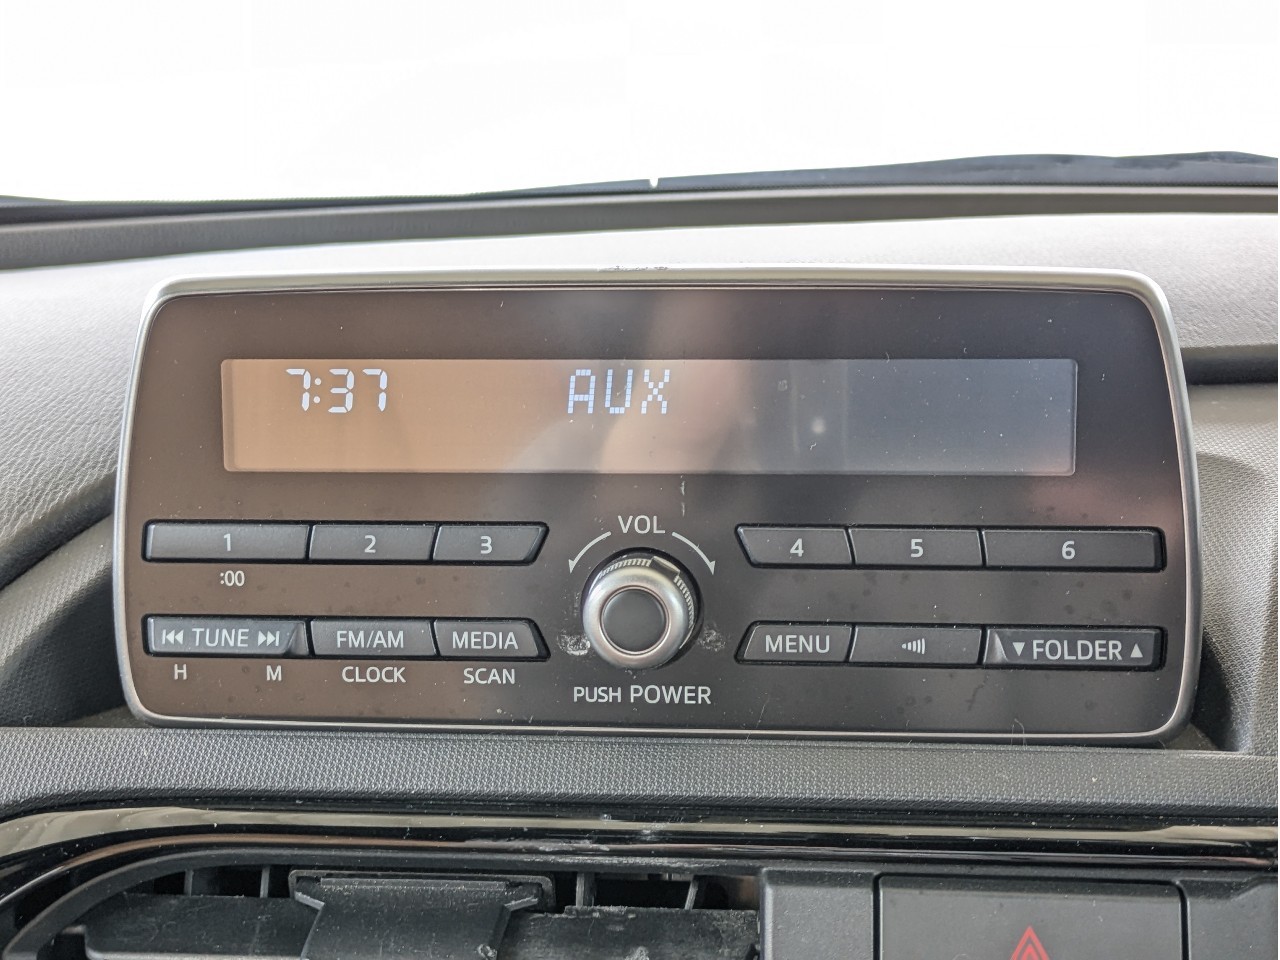 7:37 AUX
VOL
1 2 3 4 5 6
:00
TUNE FM/AM MEDIA MENU FOLDER
H M CLOCK SCAN
PUSH POWER